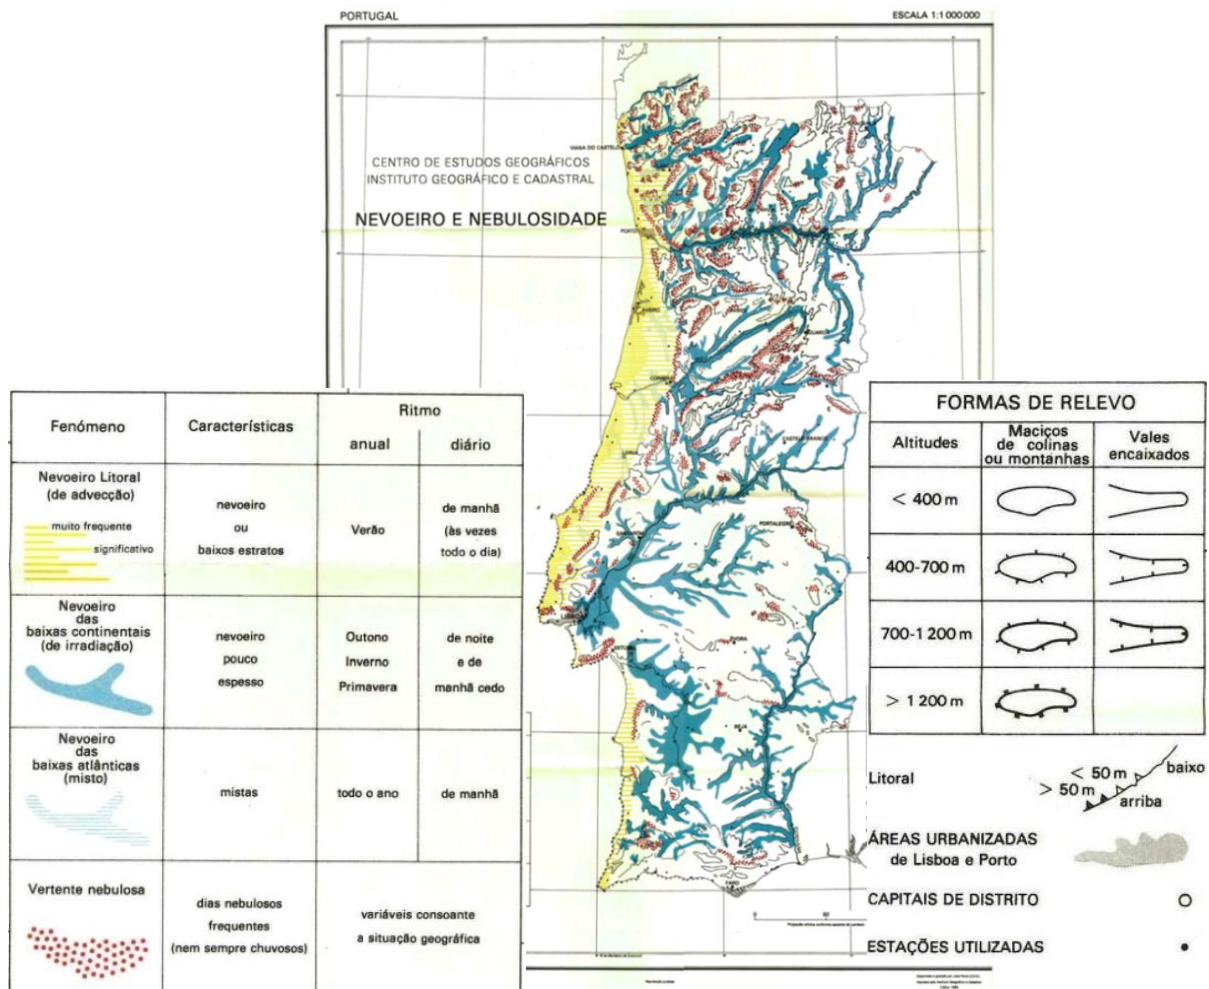 PORTUGAL
ESCALA 1:1 000 000
CENTRO DE ESTUDOS GEOGRÁFICOS
INSTITUTO GEOGRÁFICO E CADASTRAL
NEVOEIRO E NEBULOSIDADE
VIANA DO CASTELO
PORTO
AVEIRO
COIMBRA
CASTELO BRANCO
PORTALEGRE
SANTARÉM
LISBOA
SETÚBAL
ÉVORA
BEJA
FARO
Fenómeno
Características
Ritmo
anual
diário
Nevoeiro Litoral
(de advecção)
muito frequente
significativo
nevoeiro
ou
baixos estratos
Verão
de manhã
(às vezes
todo o dia)
Nevoeiro
das
baixas continentais
(de irradiação)
nevoeiro
pouco
espesso
Outono
Inverno
Primavera
de noite
e de
manhã cedo
Nevoeiro
das
baixas atlânticas
(misto)
mistas
todo o ano
de manhã
Vertente nebulosa
dias nebulosos
frequentes
(nem sempre chuvosos)
variáveis consoante
a situação geográfica
FORMAS DE RELEVO
Altitudes
Maciços
de colinas
ou montanhas
Vales
encaixados
< 400 m
400-700 m
700-1 200 m
> 1 200 m
Litoral
< 50 m
> 50 m
baixo
arriba
ÁREAS URBANIZADAS
de Lisboa e Porto
CAPITAIS DE DISTRITO
ESTAÇÕES UTILIZADAS